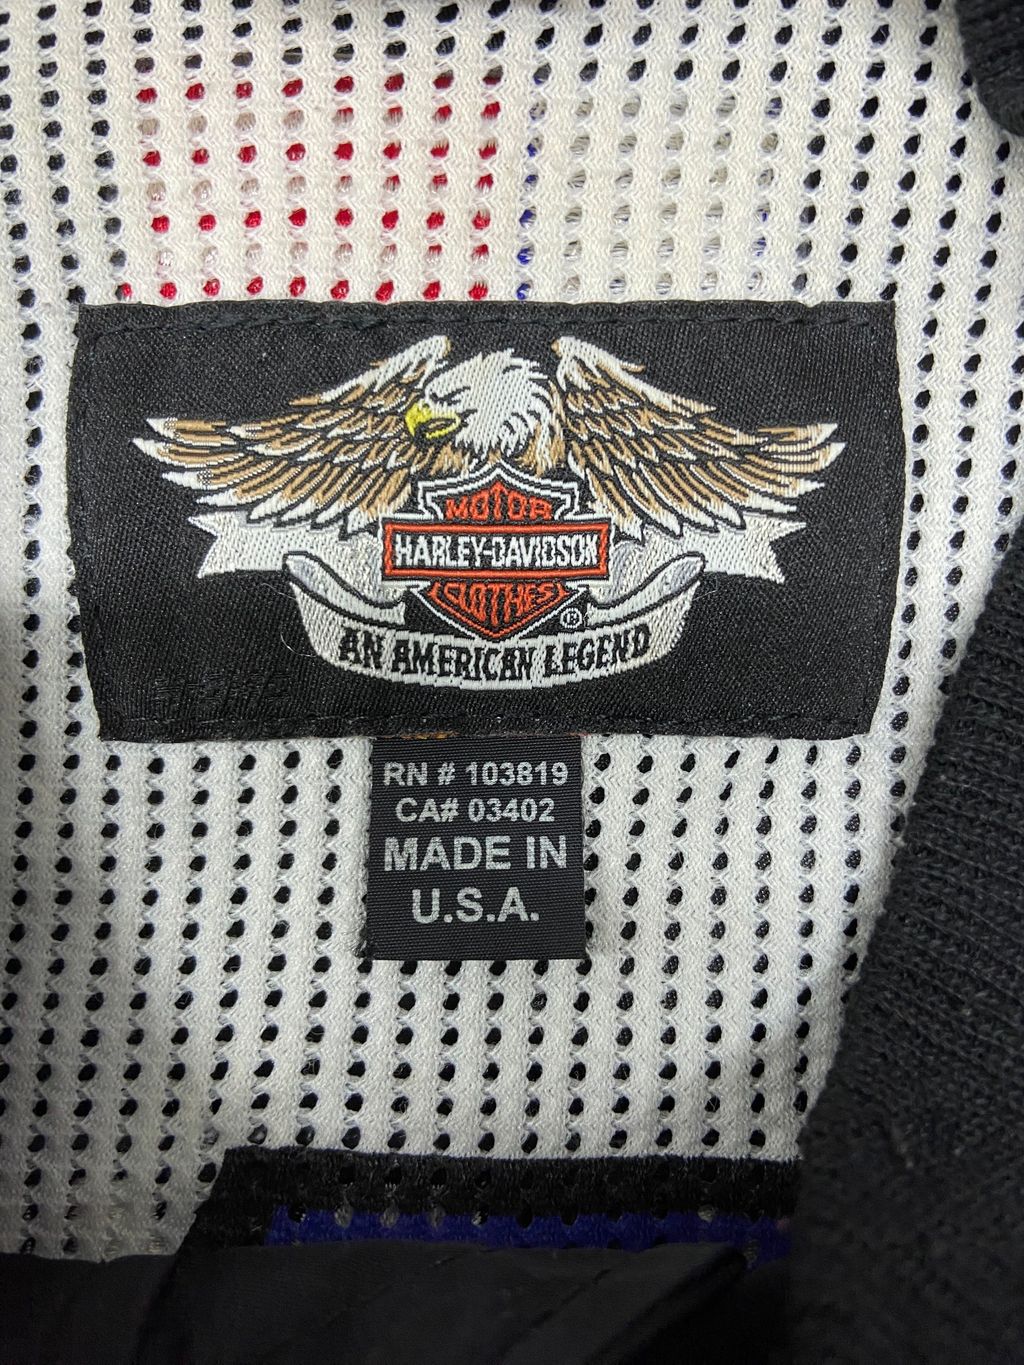 MOTOR
HARLEY-DAVIDSON
CLOTHES
®
AN AMERICAN LEGEND
RN # 103819
CA# 03402
MADE IN
U.S.A.